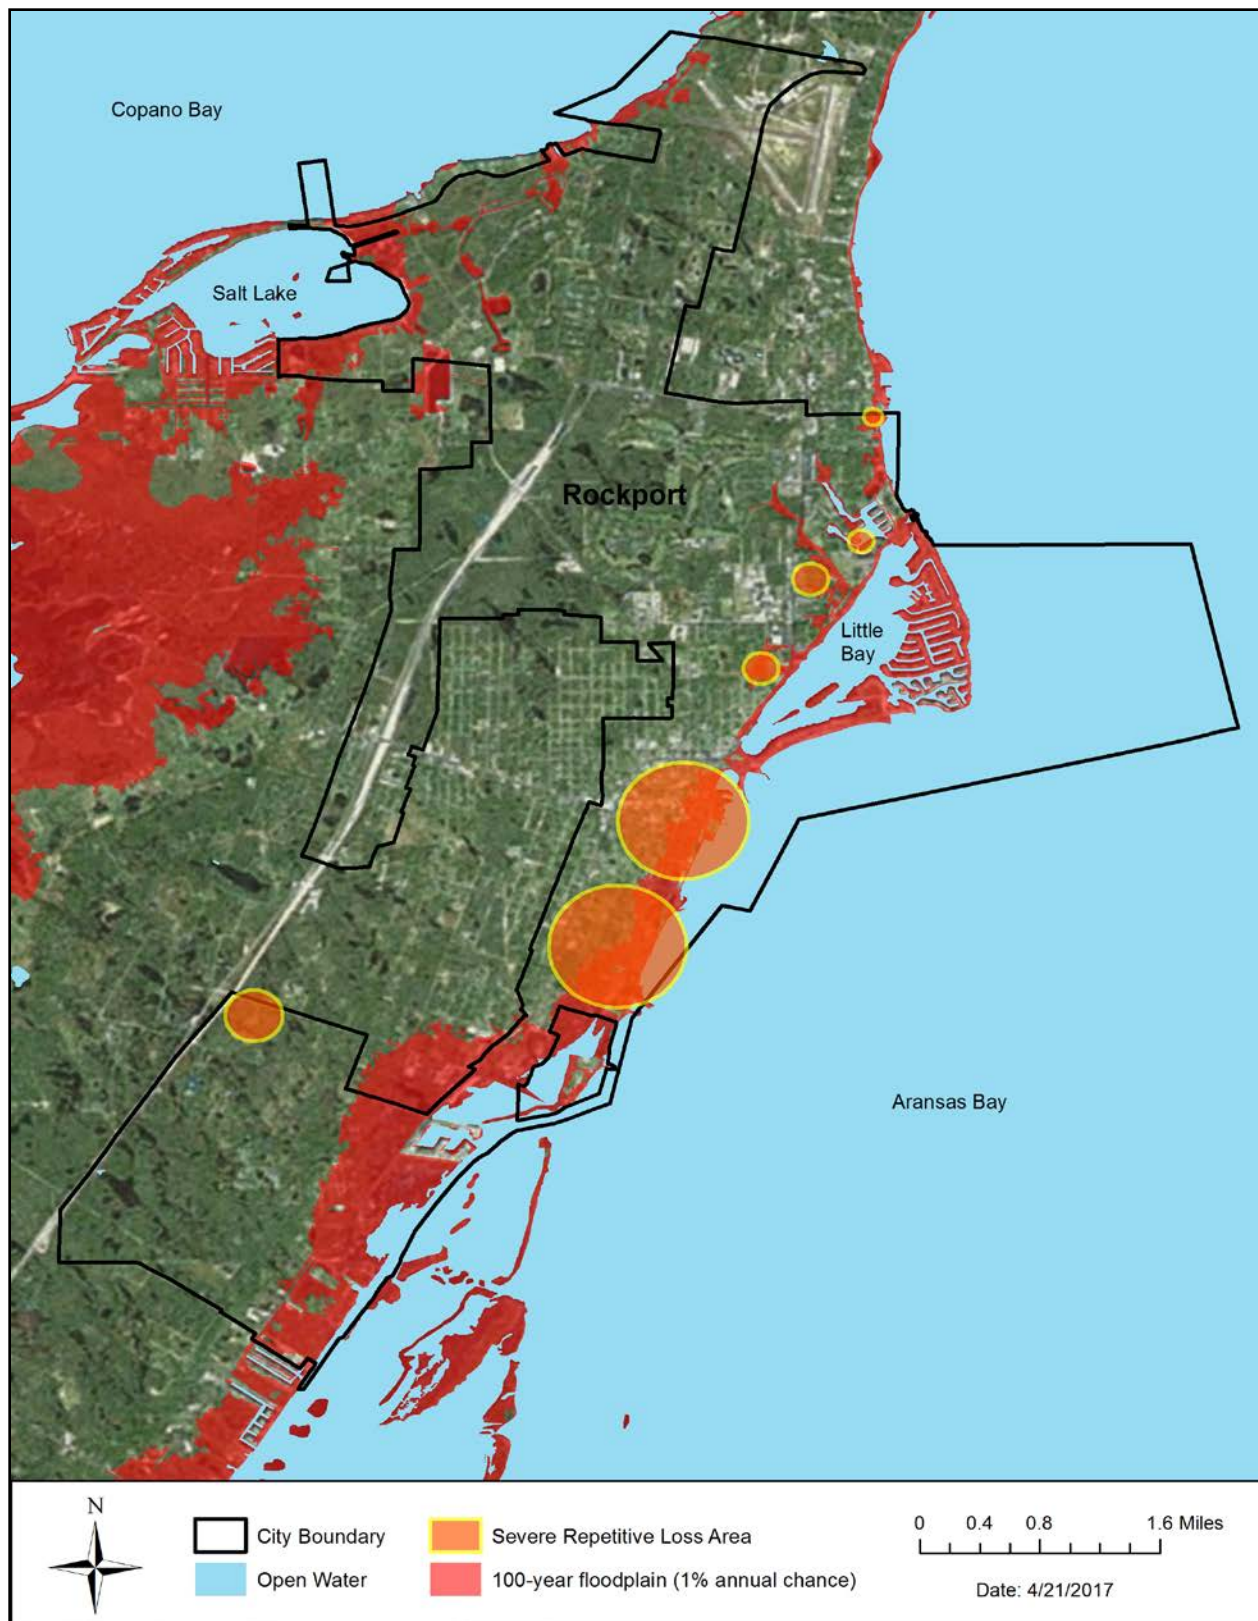 Copano Bay
Salt Lake
Rockport
Little
Bay
Aransas Bay
N
City Boundary
Open Water
Severe Repetitive Loss Area
100-year floodplain (1% annual chance)
0 0.4 0.8 1.6 Miles
Date: 4/21/2017